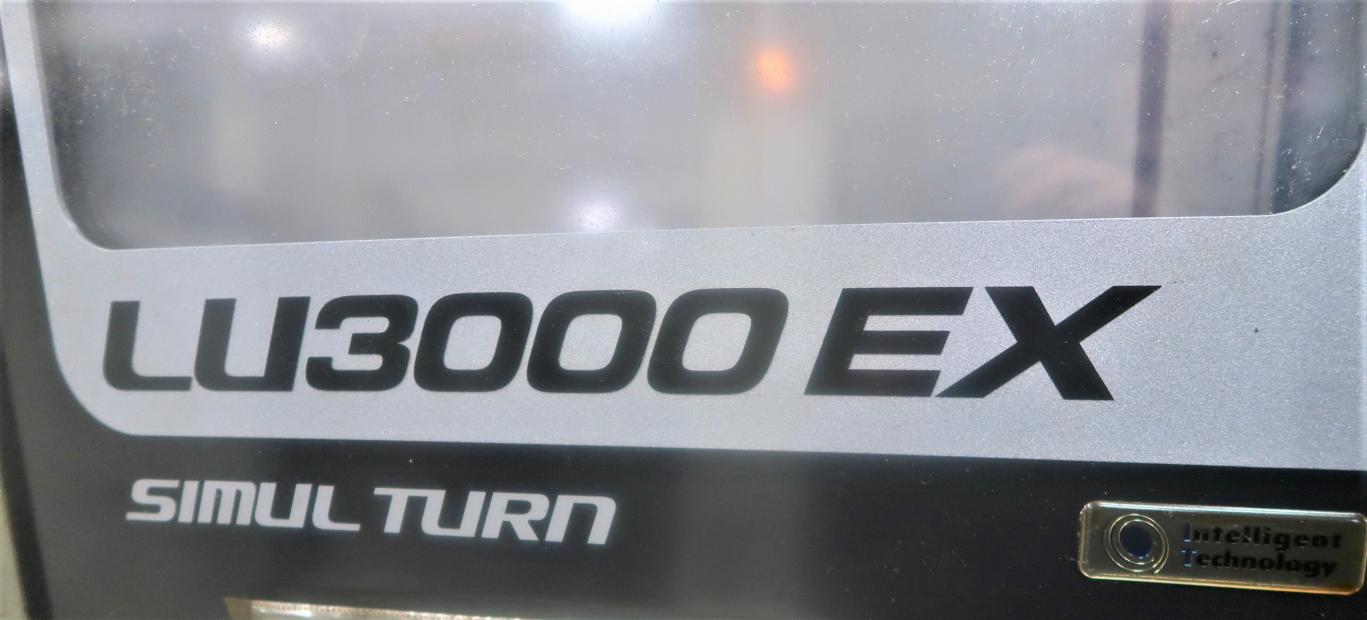 LU3000 EX
SIMUL TURN
Intelligent
Technology